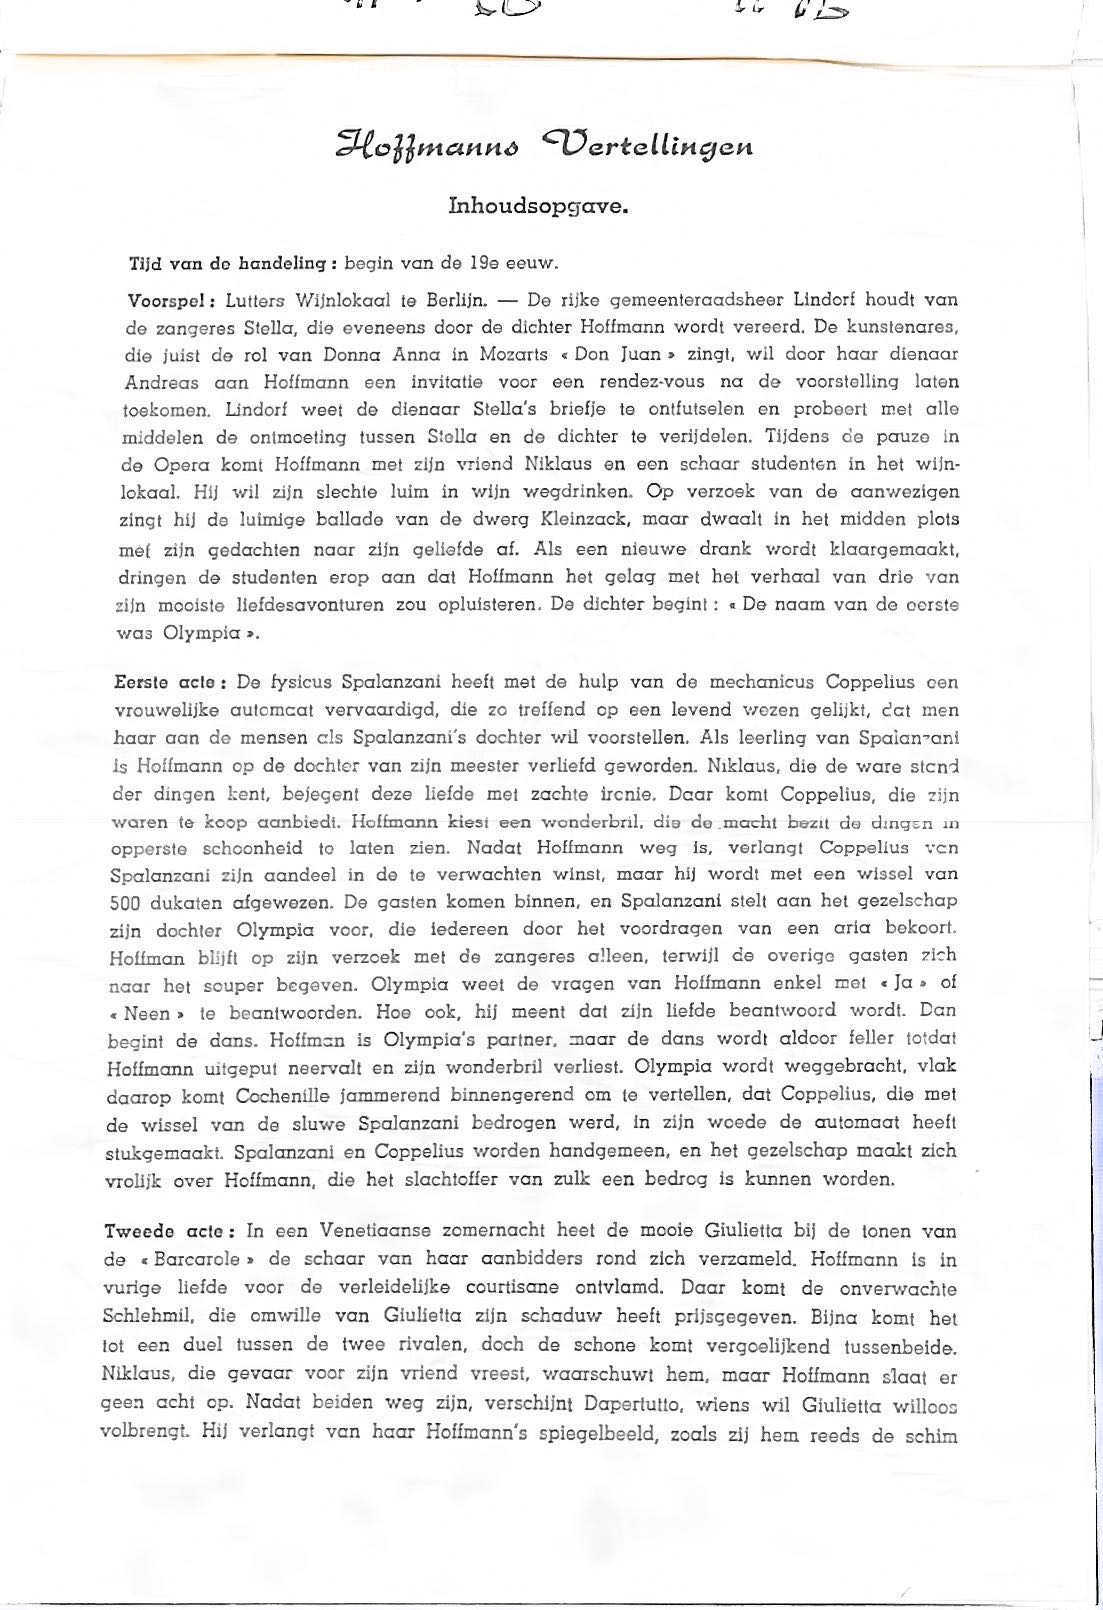 Hoffmanns Vertellingen
Inhoudsopgave.
Tijd van de handeling : begin van de 19e eeuw.
Voorspel : Lutters Wijnlokaal te Berlijn. — De rijke gemeenteraadsheer Lindorf houdt van
de zangeres Stella, die eveneens door de dichter Hoffmann wordt vereerd. De kunstenares,
die juist de rol van Donna Anna in Mozarts « Don Juan » zingt, wil door haar dienaar
Andreas aan Hoffmann een invitatie voor een rendez-vous na de voorstelling laten
toekomen. Lindorf weet de dienaar Stella's briefje te ontfutselen en probeert met alle
middelen de ontmoeting tussen Stella en de dichter te verijdelen. Tijdens de pauze in
de Opera komt Hoffmann met zijn vriend Niklaus en een schaar studenten in het wijn-
lokaal. Hij wil zijn slechte luim in wijn wegdrinken. Op verzoek van de aanwezigen
zingt hij de luimige ballade van de dwerg Kleinzack, maar dwaalt in het midden plots
met zijn gedachten naar zijn geliefde af. Als een nieuwe drank wordt klaargemaakt,
dringen de studenten erop aan dat Hoffmann het gelag met het verhaal van drie van
zijn mooiste liefdesavonturen zou opluisteren. De dichter begint : « De naam van de eerste
was Olympia ».
Eerste acte : De fysicus Spalanzani heeft met de hulp van de mechanicus Coppelius een
vrouwelijke automaat vervaardigd, die zo treffend op een levend wezen gelijkt, dat men
haar aan de mensen als Spalanzani's dochter wil voorstellen. Als leerling van Spalanzani
is Hoffmann op de dochter van zijn meester verliefd geworden. Niklaus, die de ware stand
der dingen kent, bejegent deze liefde met zachte ironie. Daar komt Coppelius, die zijn
waren te koop aanbiedt. Hoffmann kiest een wonderbril, die de macht bezit de dingen in
opperste schoonheid te laten zien. Nadat Hoffmann weg is, verlangt Coppelius van
Spalanzani zijn aandeel in de te verwachten winst, maar hij wordt met een wissel van
500 dukaten afgewezen. De gasten komen binnen, en Spalanzani stelt aan het gezelschap
zijn dochter Olympia voor, die iedereen door het voordragen van een aria bekoort.
Hoffman blijft op zijn verzoek met de zangeres alleen, terwijl de overige gasten zich
naar het souper begeven. Olympia weet de vragen van Hoffmann enkel met « Ja » of
« Neen » te beantwoorden. Hoe ook, hij meent dat zijn liefde beantwoord wordt. Dan
begint de dans. Hoffman is Olympia's partner, maar de dans wordt aldoor feller totdat
Hoffmann uitgeput neervalt en zijn wonderbril verliest. Olympia wordt weggebracht, vlak
daarop komt Cochenille jammerend binnengerend om te vertellen, dat Coppelius, die met
de wissel van de sluwe Spalanzani bedrogen werd, in zijn woede de automaat heeft
stukgemaakt. Spalanzani en Coppelius worden handgemeen, en het gezelschap maakt zich
vrolijk over Hoffmann, die het slachtoffer van zulk een bedrog is kunnen worden.
Tweede acte : In een Venetiaanse zomernacht heet de mooie Giulietta bij de tonen van
de « Barcarole » de schaar van haar aanbidders rond zich verzameld. Hoffmann is in
vurige liefde voor de verleidelijke courtisane ontvlamd. Daar komt de onverwachte
Schlehmil, die omwille van Giulietta zijn schaduw heeft prijsgegeven. Bijna komt het
tot een duel tussen de twee rivalen, doch de schone komt vergoelijkend tussenbeide.
Niklaus, die gevaar voor zijn vriend vreest, waarschuwt hem, maar Hoffmann slaat er
geen acht op. Nadat beiden weg zijn, verschijnt Dapertutto, wiens wil Giulietta willoos
volbrengt. Hij verlangt van haar Hoffmann's spiegelbeeld, zoals zij hem reeds de schim